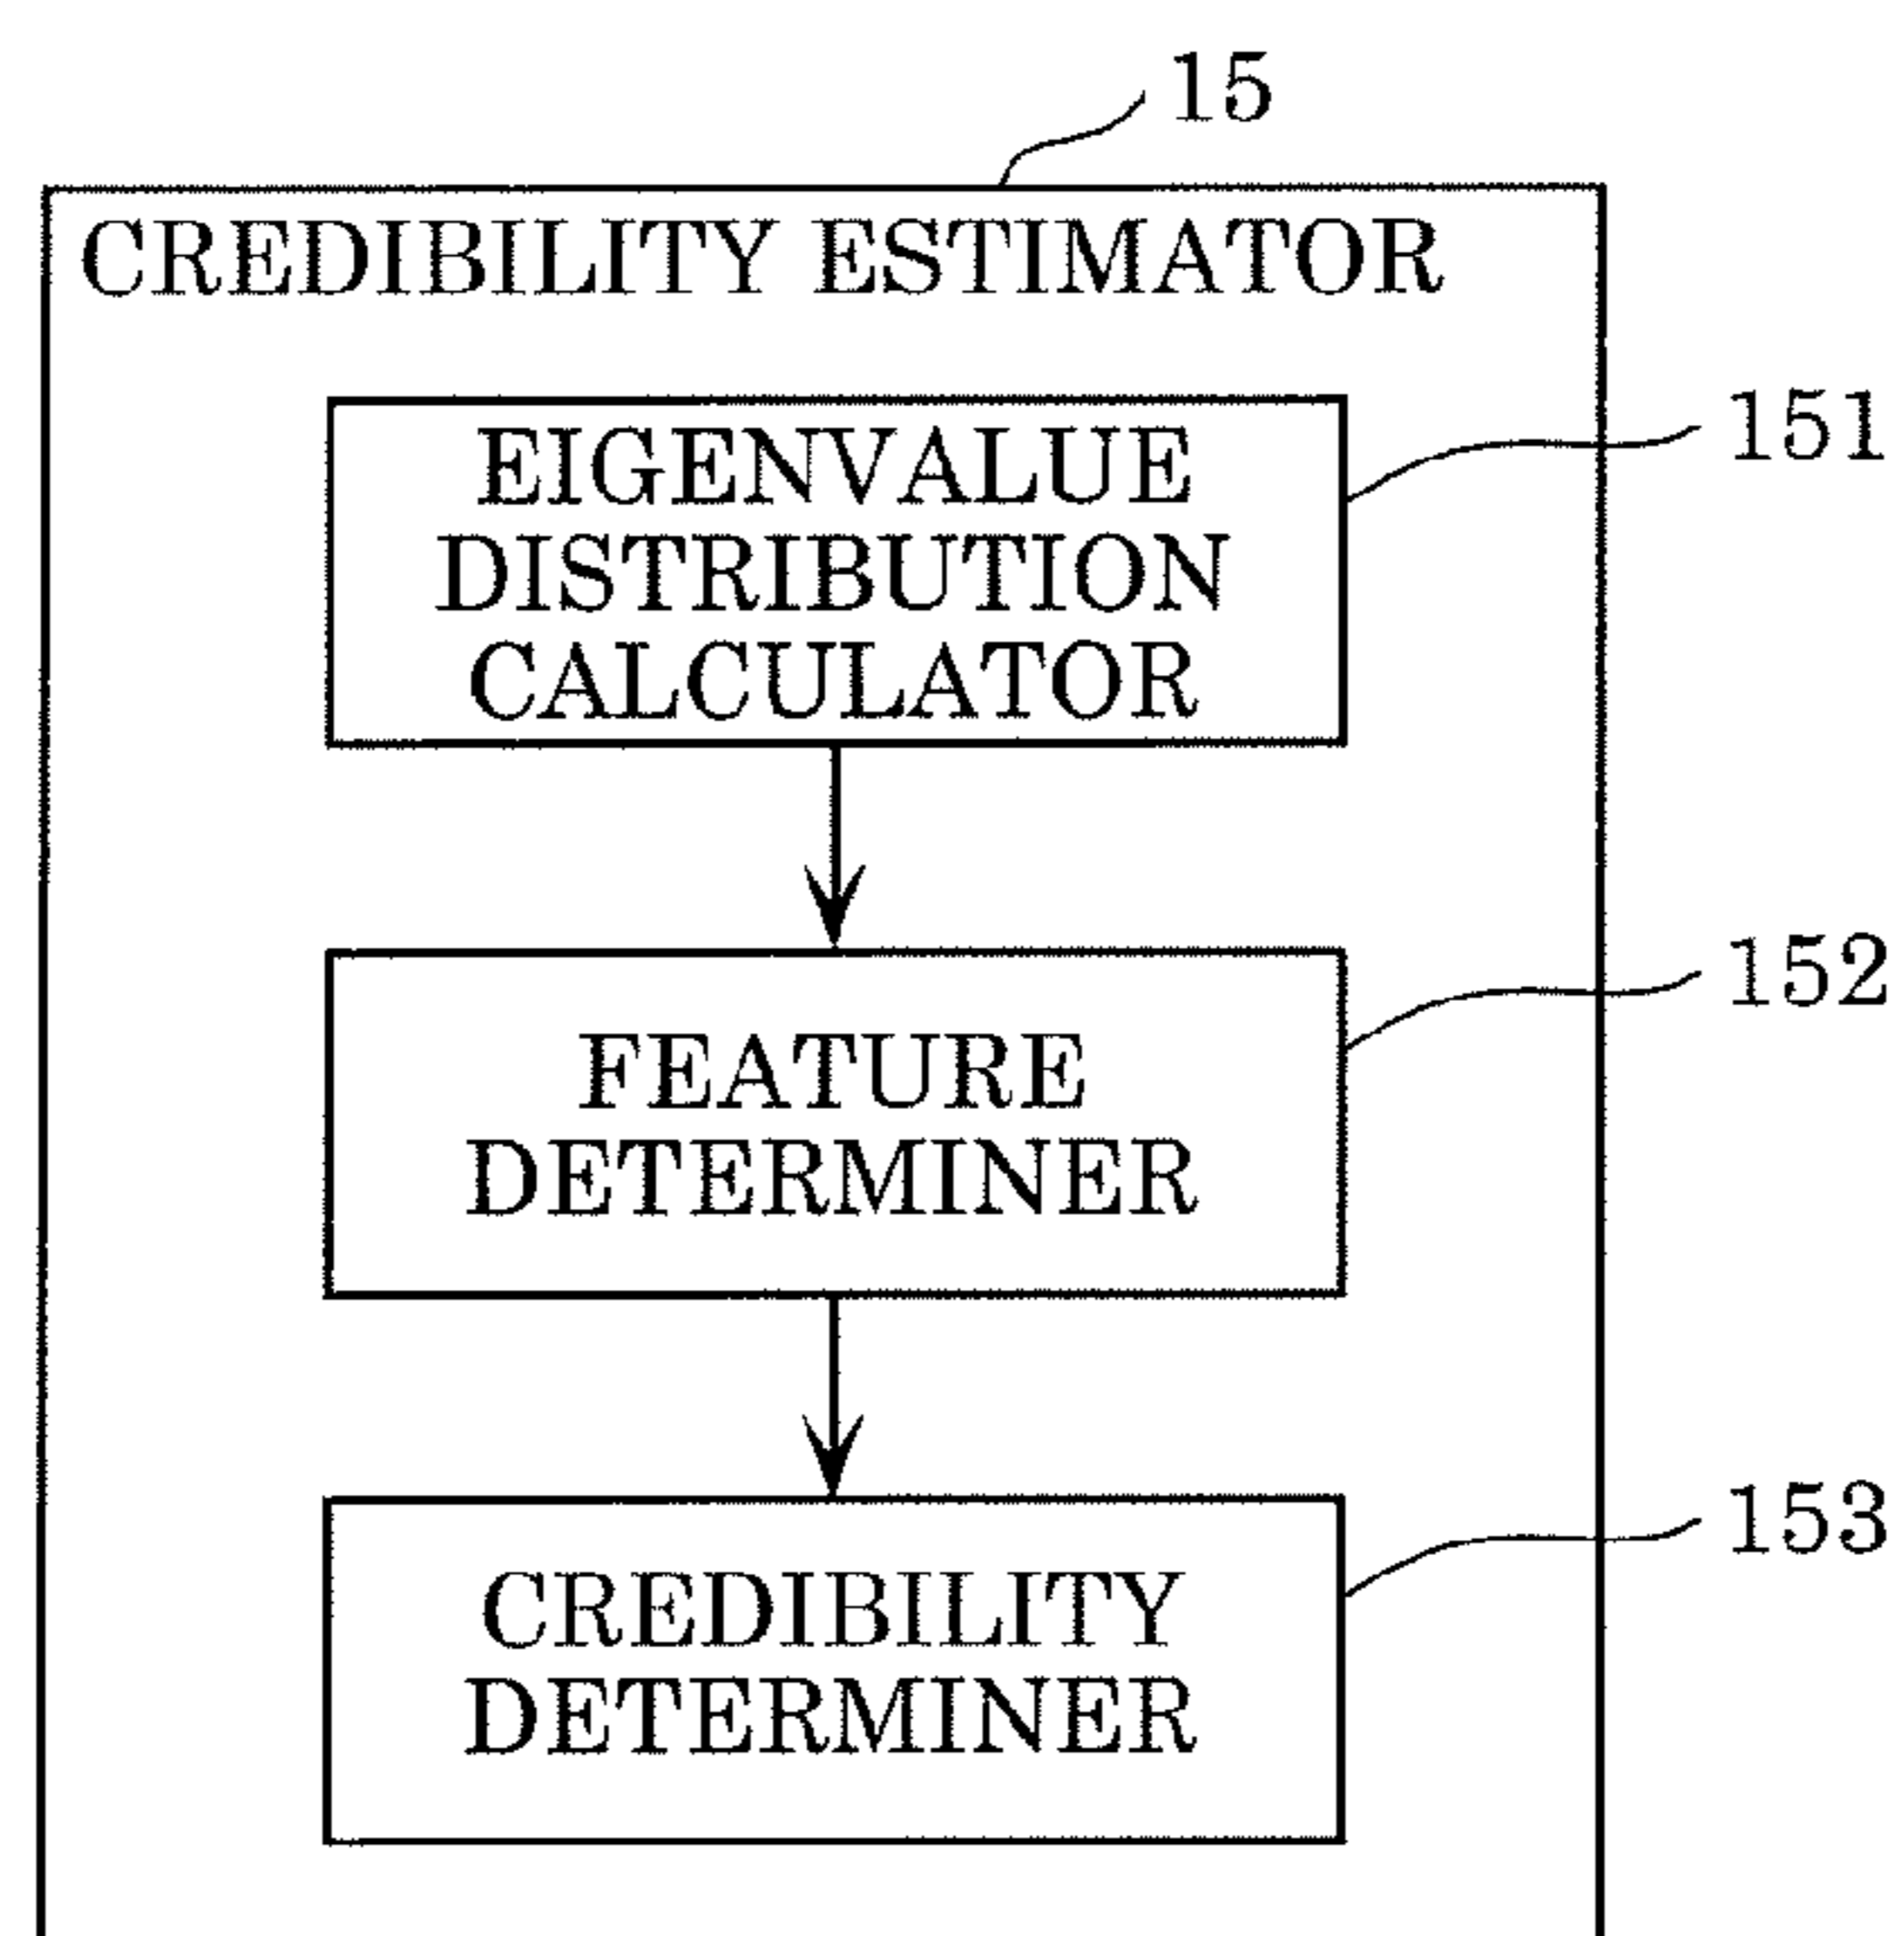 15
CREDIBILITY ESTIMATOR
EIGENVALUE
DISTRIBUTION
CALCULATOR
151
FEATURE
DETERMINER
152
CREDIBILITY
DETERMINER
153